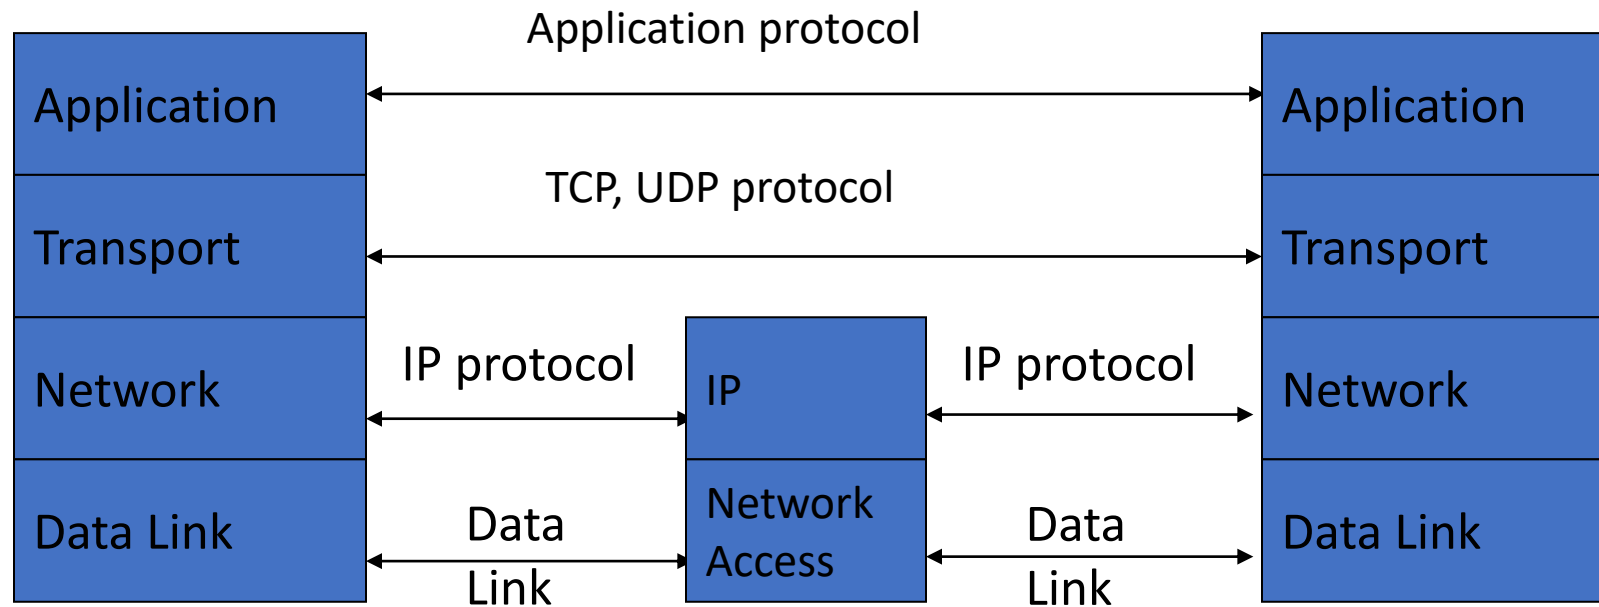 Application protocol
Application
Application
TCP, UDP protocol
Transport
Transport
IP protocol
IP protocol
Network
IP
Network
Data Link
Data
Link
Network
Access
Data
Link
Data Link